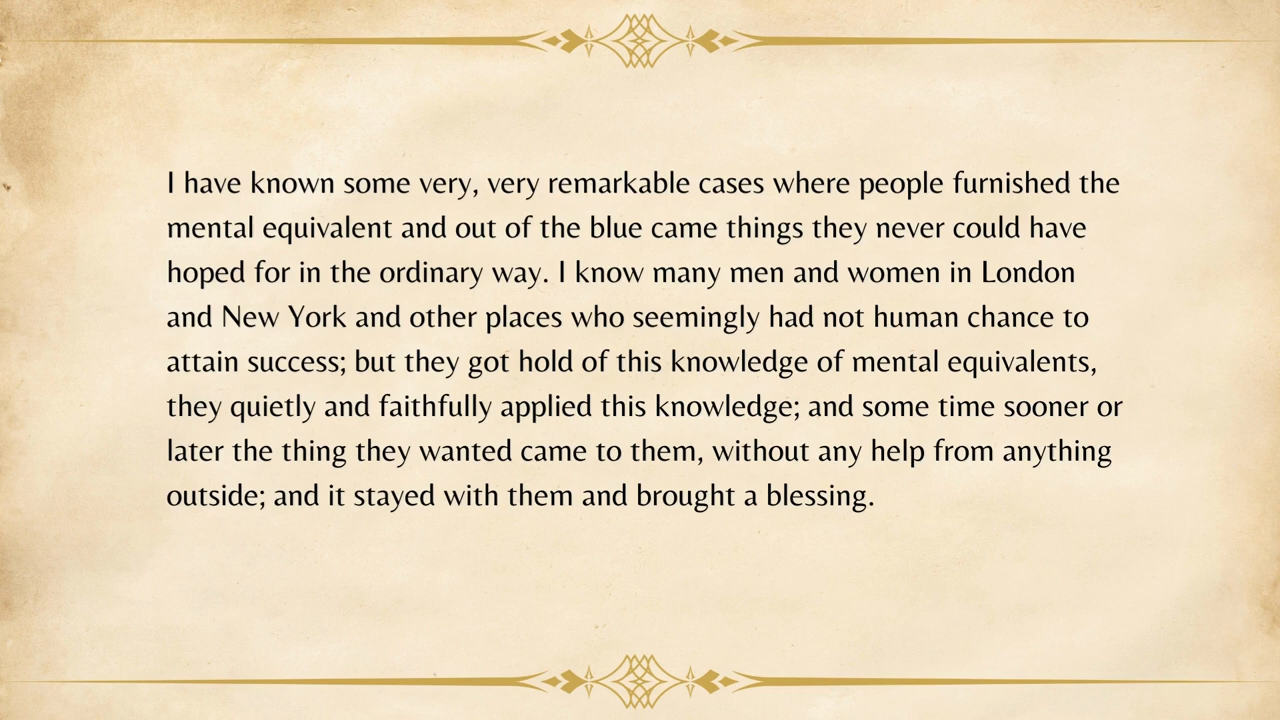 I have known some very, very remarkable cases where people furnished the
mental equivalent and out of the blue came things they never could have
hoped for in the ordinary way. I know many men and women in London
and New York and other places who seemingly had not human chance to
attain success; but they got hold of this knowledge of mental equivalents,
they quietly and faithfully applied this knowledge; and some time sooner or
later the thing they wanted came to them, without any help from anything
outside; and it stayed with them and brought a blessing.